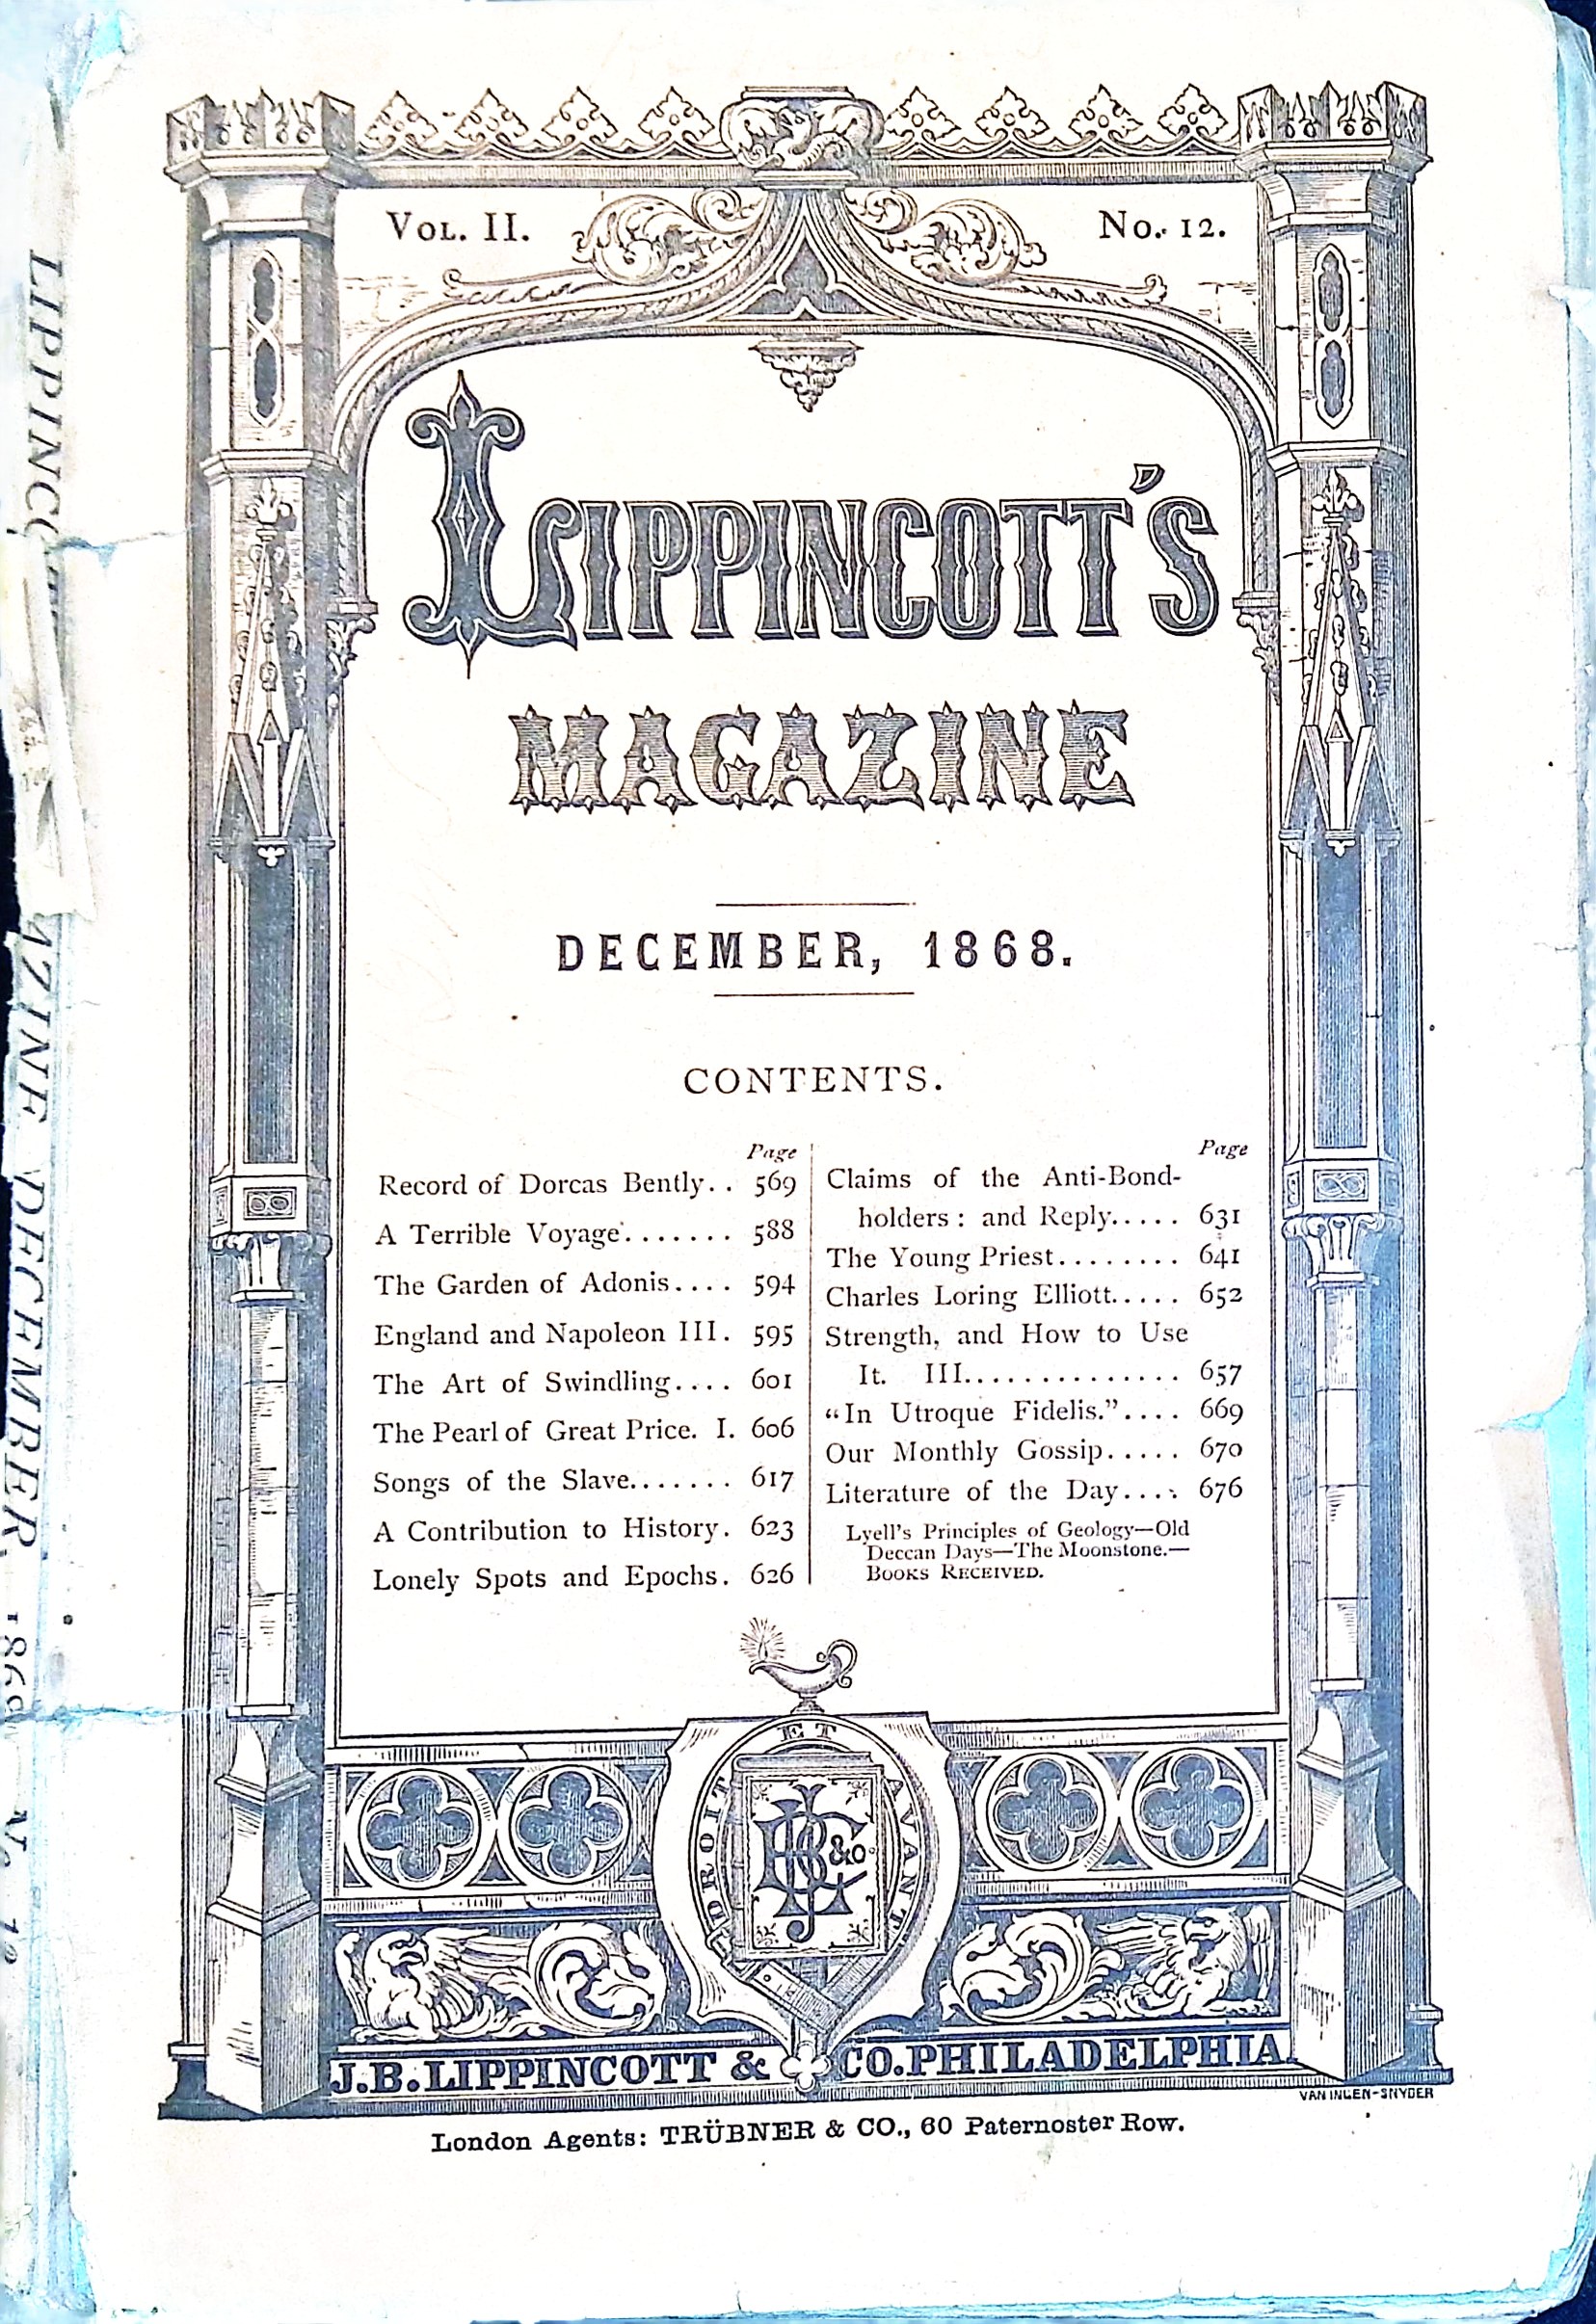 VOL. II.
No. 12.
LIPPINCOTT'S
MAGAZINE
DECEMBER, 1868.
CONTENTS.
Page
Record of Dorcas Bently.. 569
A Terrible Voyage....... 588
The Garden of Adonis.... 594
England and Napoleon III. 595
The Art of Swindling.... 601
The Pearl of Great Price. I. 606
Songs of the Slave....... 617
A Contribution to History. 623
Lonely Spots and Epochs. 626
Page
Claims of the Anti-Bond-
holders: and Reply..... 631
The Young Priest........ 641
Charles Loring Elliott..... 652
Strength, and How to Use
It. III.............. 657
“In Utroque Fidelis.”.... 669
Our Monthly Gossip..... 670
Literature of the Day.... 676
Lyell's Principles of Geology—Old
Deccan Days—The Moonstone.—
BOOKS RECEIVED.
DROIT ET AVANT
JBL &Co.
J.B.LIPPINCOTT & CO.PHILADELPHIA.
VAN INGEN-SNYDER
London Agents: TRÜBNER & CO., 60 Paternoster Row.
DECEMBER,